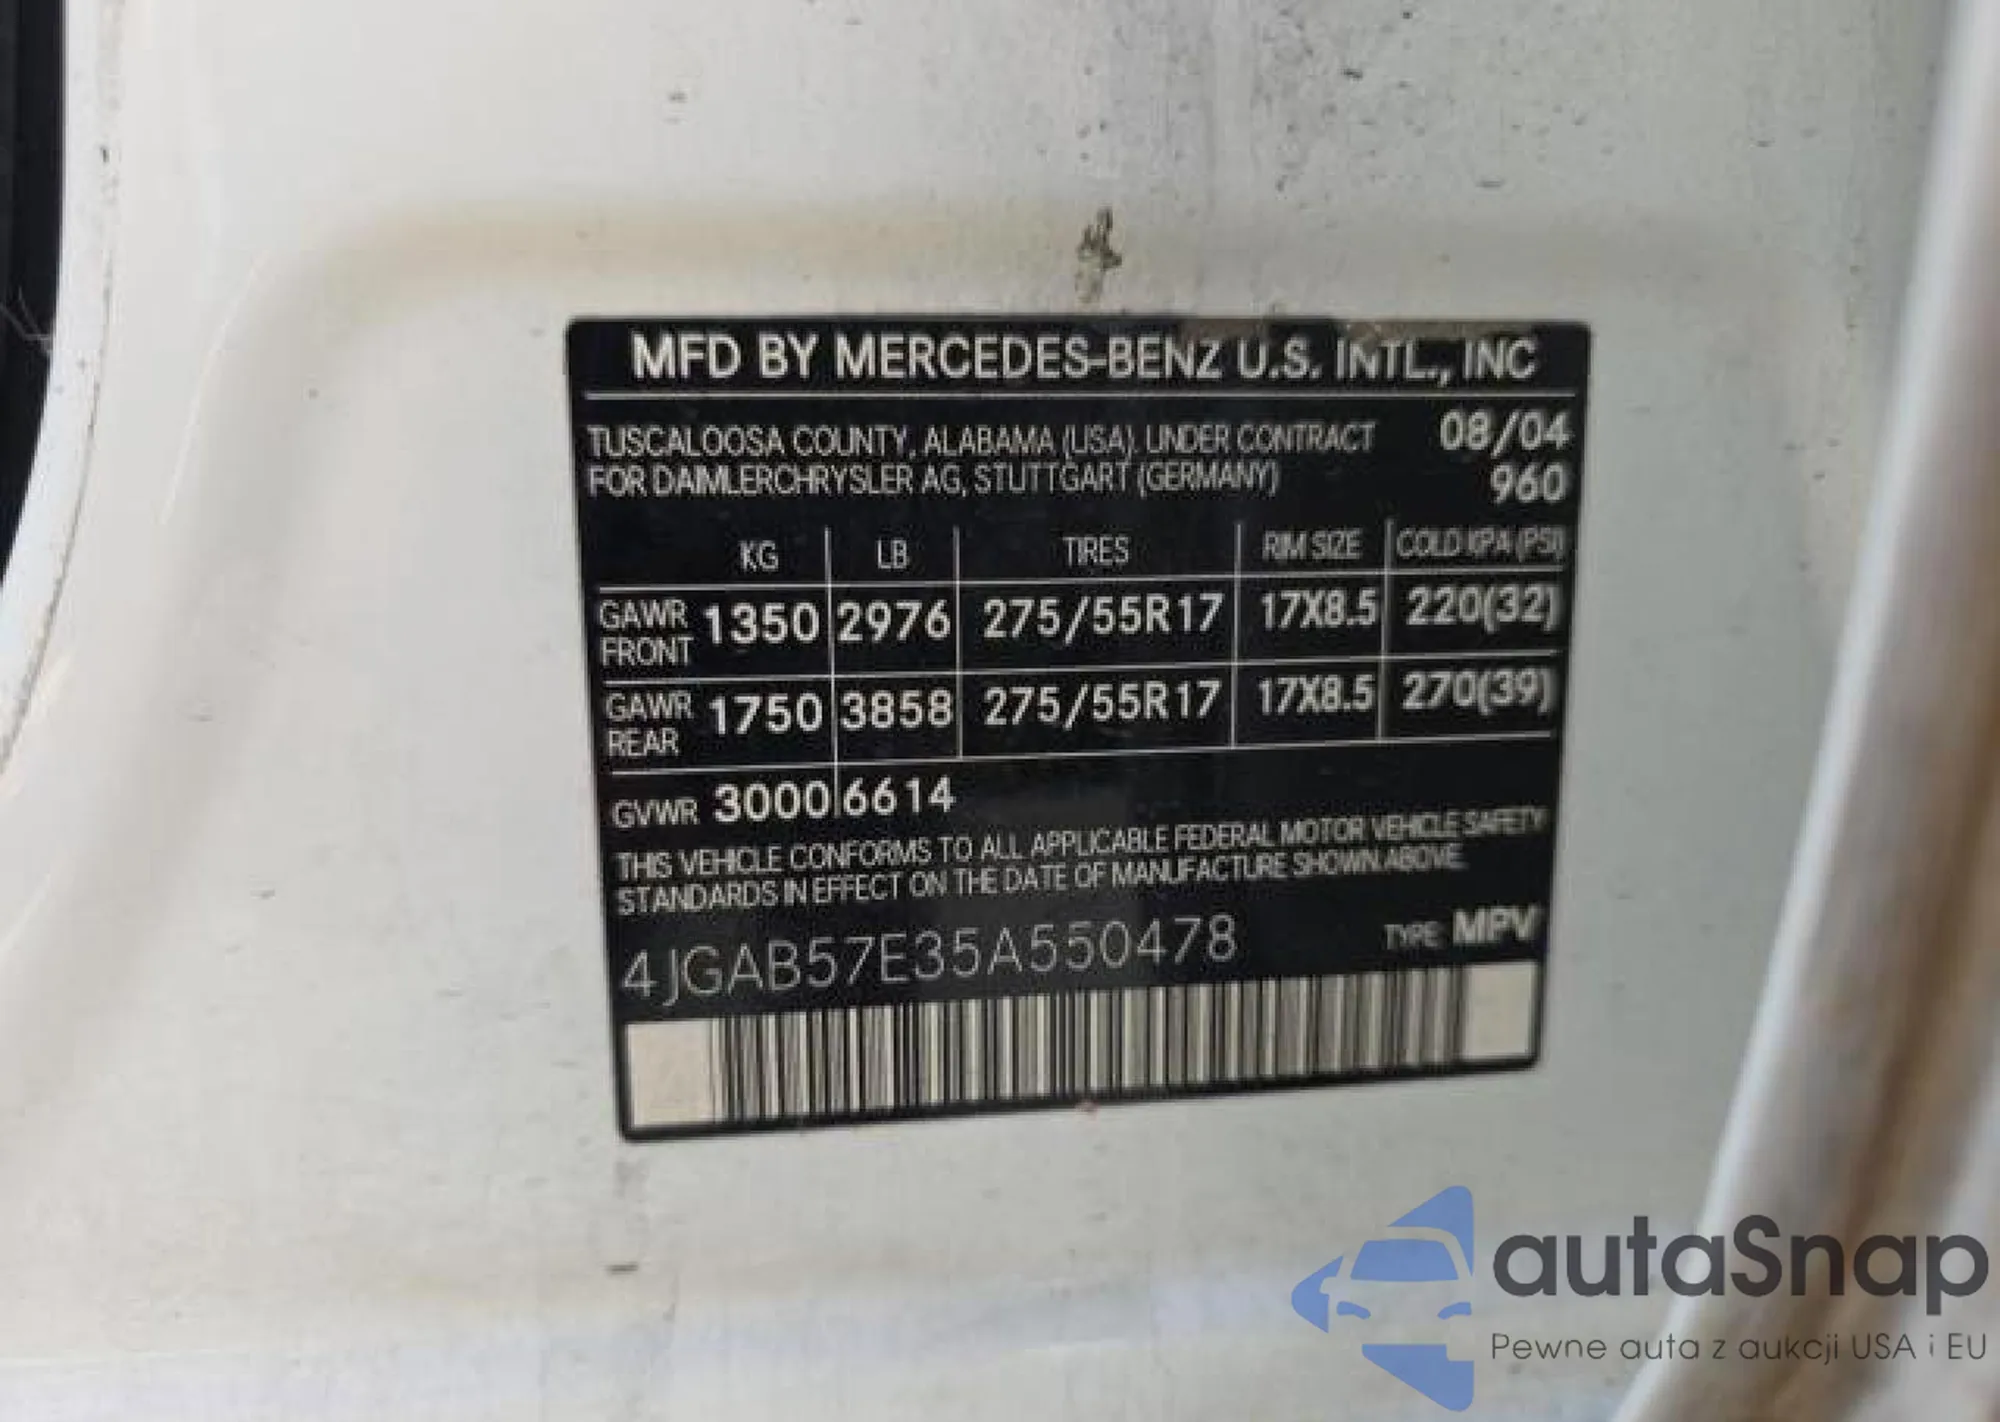 MFD BY MERCEDES-BENZ U.S. INTL., INC
TUSCALOOSA COUNTY, ALABAMA (USA). UNDER CONTRACT 08/04
FOR DAIMLERCHRYSLER AG, STUTTGART (GERMANY) 960
KG LB TIRES RIM SIZE COLD KPA (PSI)
GAWR FRONT 1350 2976 275/55R17 17X8.5 220(32)
GAWR REAR 1750 3858 275/55R17 17X8.5 270(39)
GVWR 3000 6614
THIS VEHICLE CONFORMS TO ALL APPLICABLE FEDERAL MOTOR VEHICLE SAFETY
STANDARDS IN EFFECT ON THE DATE OF MANUFACTURE SHOWN ABOVE.
4JGAB57E35A550478 TYPE: MPV
autaSnap
Pewne auta z aukcji USA i EU